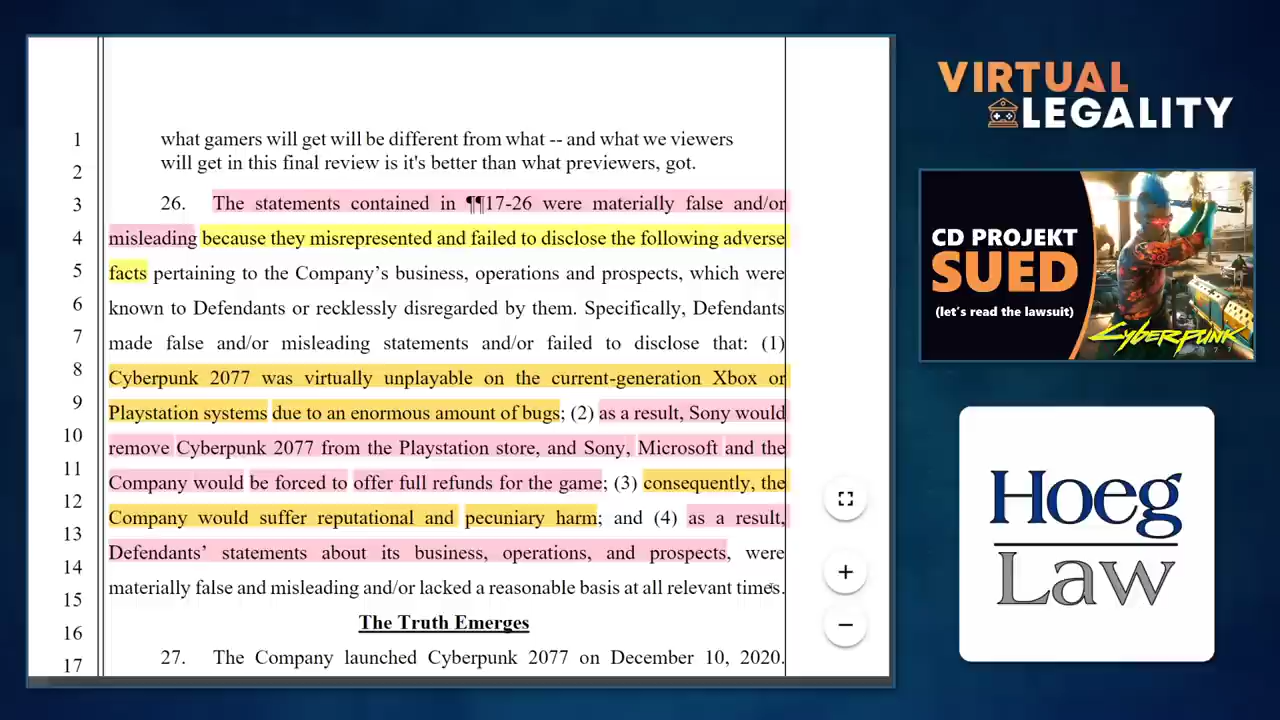 1 what gamers will get will be different from what -- and what we viewers
2 will get in this final review is it's better than what previewers, got.
3 26. The statements contained in ¶¶17-26 were materially false and/or
4 misleading because they misrepresented and failed to disclose the following adverse
5 facts pertaining to the Company's business, operations and prospects, which were
6 known to Defendants or recklessly disregarded by them. Specifically, Defendants
7 made false and/or misleading statements and/or failed to disclose that: (1)
8 Cyberpunk 2077 was virtually unplayable on the current-generation Xbox or
9 Playstation systems due to an enormous amount of bugs; (2) as a result, Sony would
10 remove Cyberpunk 2077 from the Playstation store, and Sony, Microsoft and the
11 Company would be forced to offer full refunds for the game; (3) consequently, the
12 Company would suffer reputational and pecuniary harm; and (4) as a result,
13 Defendants' statements about its business, operations, and prospects, were
14 materially false and misleading and/or lacked a reasonable basis at all relevant times.
15 The Truth Emerges
16
17 27. The Company launched Cyberpunk 2077 on December 10, 2020.
VIRTUAL
LEGALITY
CD PROJEKT
SUED
(let's read the lawsuit)
Cyberpunk
2077
Hoeg
Law